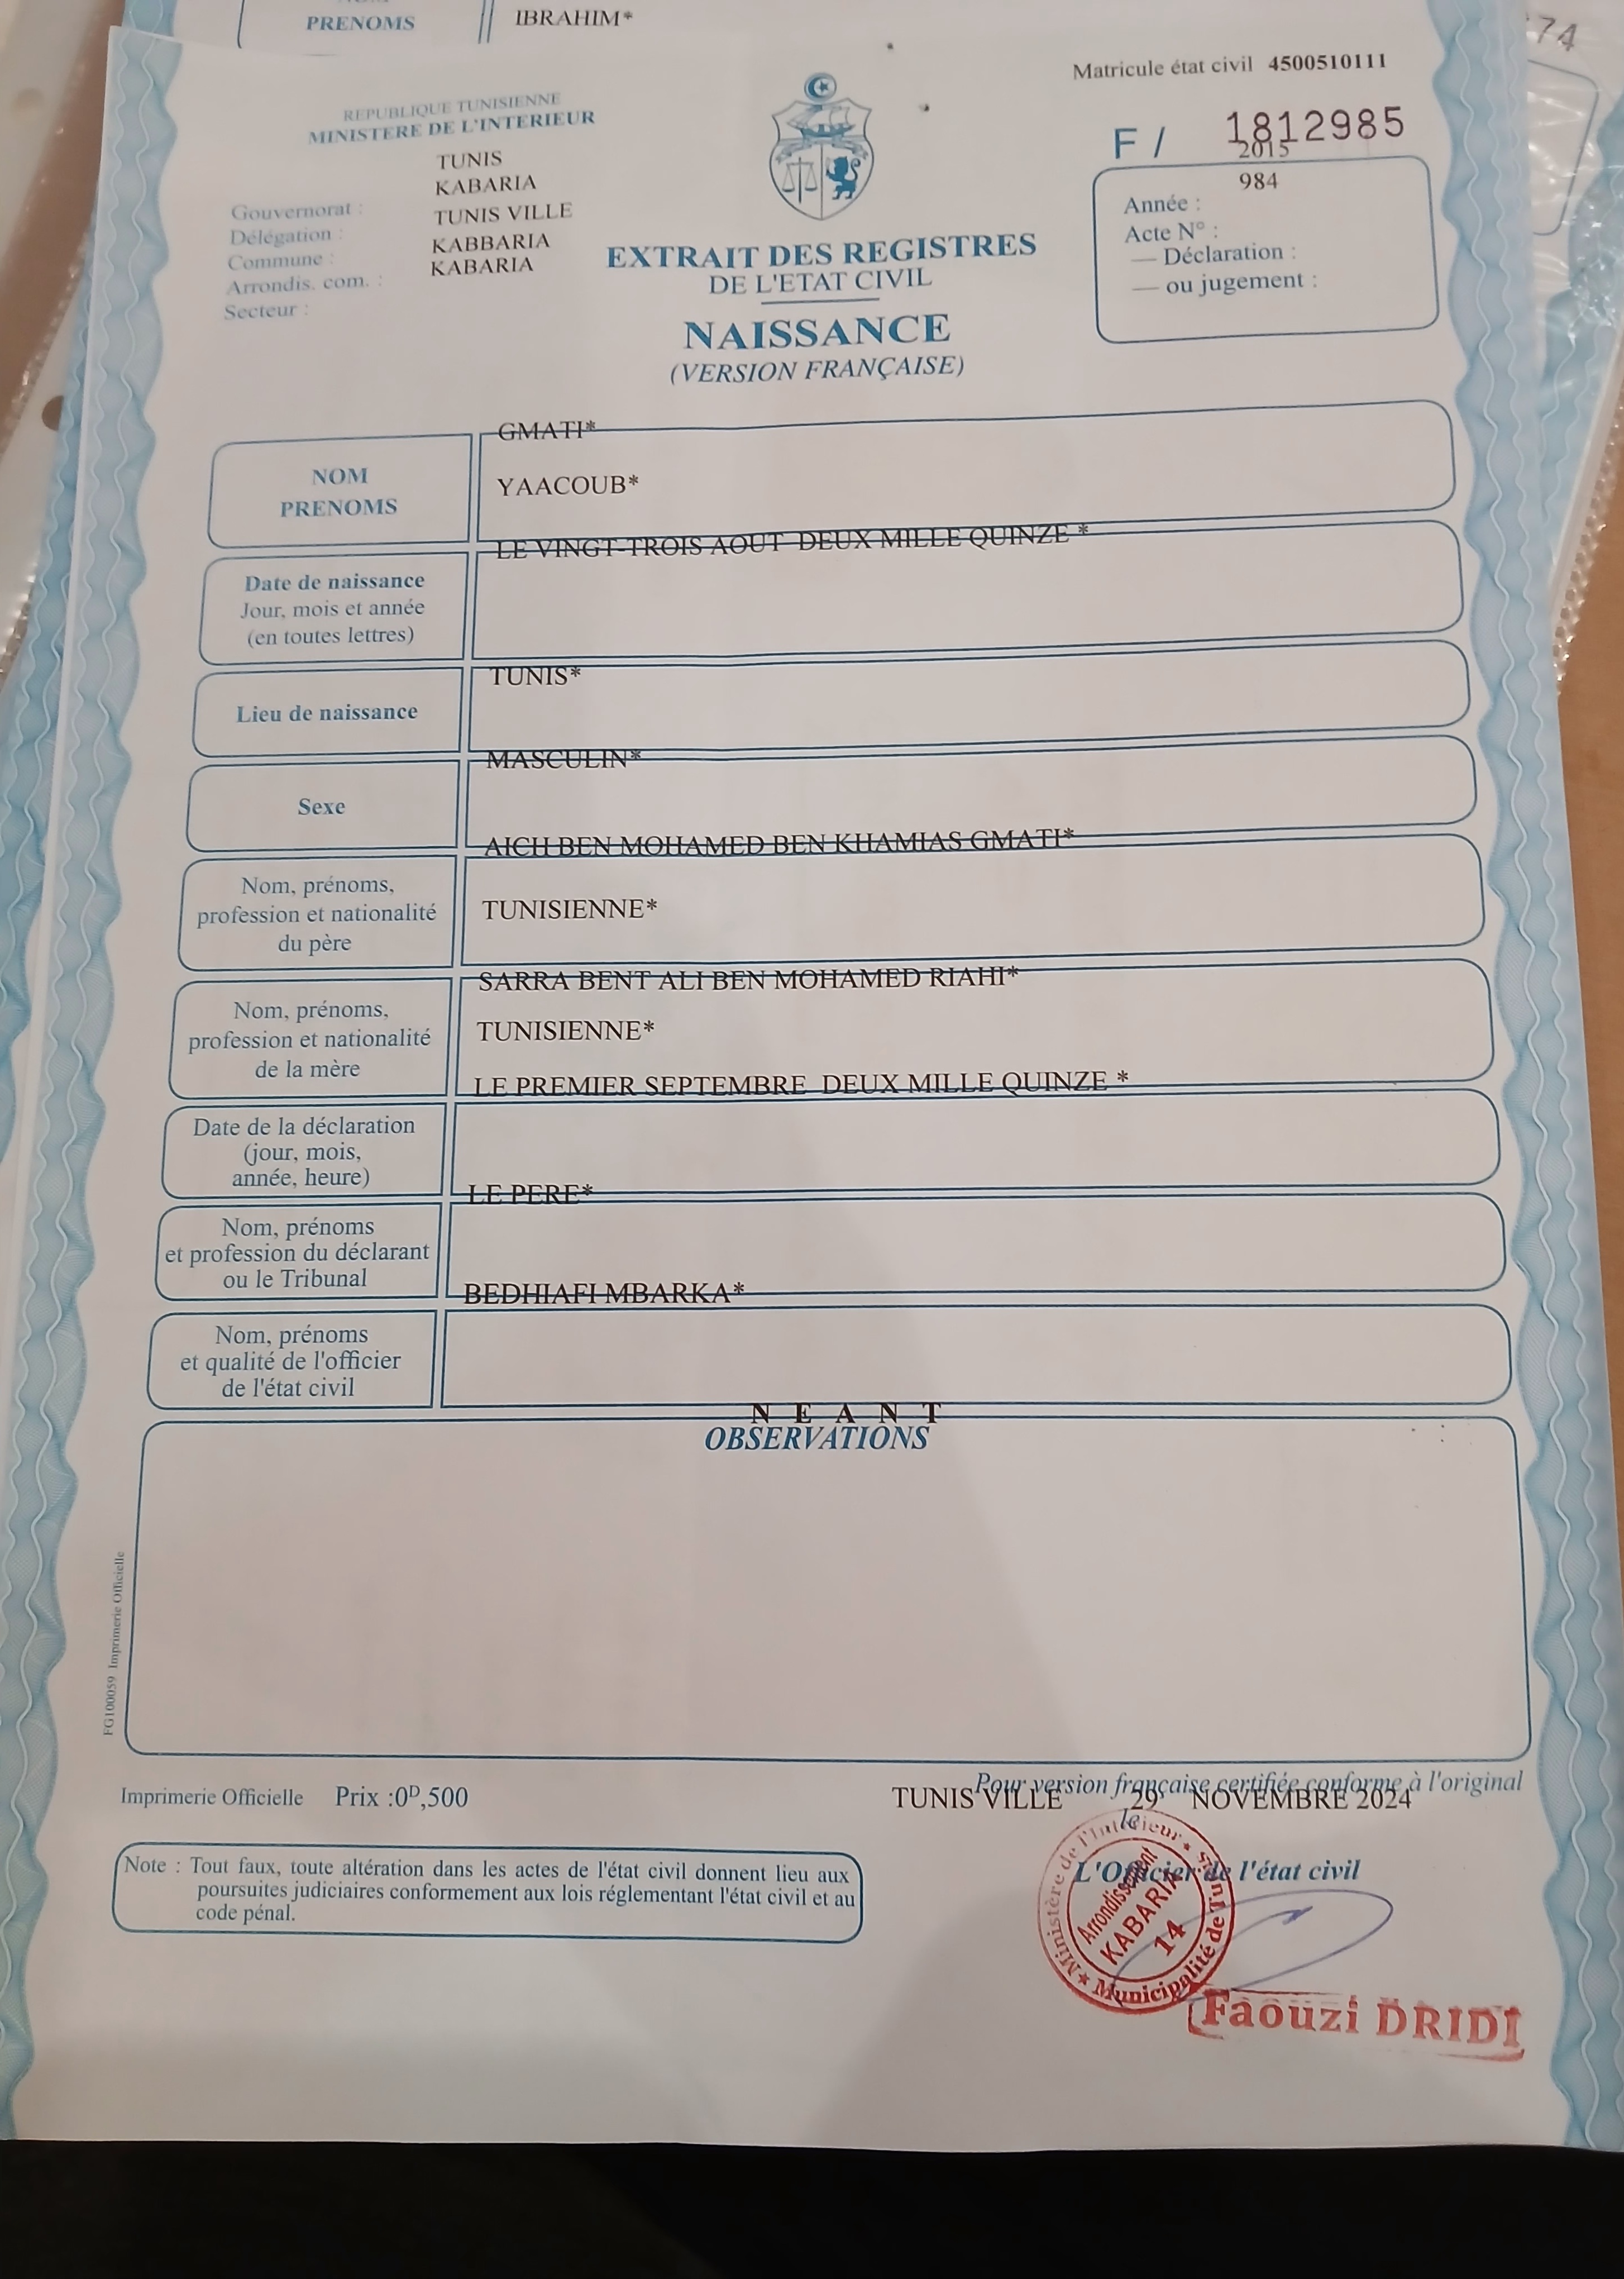 PRENOMS IBRAHIM*
74
Matricule état civil 4500510111
REPUBLIQUE TUNISIENNE
MINISTERE DE L'INTERIEUR
F / 1812985
2015
984
Année :
Acte N° :
— Déclaration :
— ou jugement :
TUNIS
KABARIA
Gouvernorat : TUNIS VILLE
Délégation : KABBARIA
Commune : KABARIA
Arrondis. com. :
Secteur :
EXTRAIT DES REGISTRES
DE L'ETAT CIVIL
NAISSANCE
(VERSION FRANÇAISE)
GMATI*
NOM
YAACOUB*
PRENOMS
LE VINGT-TROIS AOUT DEUX MILLE QUINZE *
Date de naissance
Jour, mois et année
(en toutes lettres)
TUNIS*
Lieu de naissance
MASCULIN*
Sexe
AICH BEN MOHAMED BEN KHAMIAS GMATI*
Nom, prénoms,
profession et nationalité
du père
TUNISIENNE*
SARRA BENT ALI BEN MOHAMED RIAHI*
Nom, prénoms,
profession et nationalité
de la mère
TUNISIENNE*
LE PREMIER SEPTEMBRE DEUX MILLE QUINZE *
Date de la déclaration
(jour, mois,
année, heure)
LE PERE*
Nom, prénoms
et profession du déclarant
ou le Tribunal
BEDHIAFI MBARKA*
Nom, prénoms
et qualité de l'officier
de l'état civil
N E A N T
OBSERVATIONS
FG100059 Imprimerie Officielle
Imprimerie Officielle Prix :0D,500
Pour version française certifiée conforme à l'original
TUNIS VILLE 29 NOVEMBRE 2024
le
L'Officier de l'état civil
Note : Tout faux, toute altération dans les actes de l'état civil donnent lieu aux
poursuites judiciaires conformement aux lois réglementant l'état civil et au
code pénal.
Ministère de l'Intérieur ★ Municipalité de Tunis ★
Arrondissement
KABARIA
14
Faouzi DRIDI